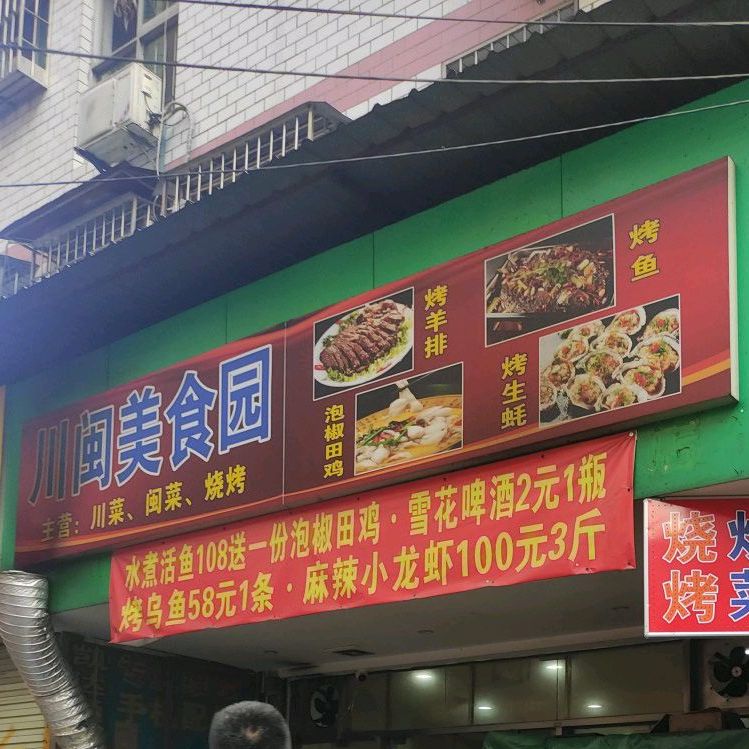 川闽美食园
主营：川菜、闽菜、烧烤
烤羊排
烤鱼
泡椒田鸡
烤生蚝
水煮活鱼108送一份泡椒田鸡·雪花啤酒2元1瓶
烤乌鱼58元1条·麻辣小龙虾100元3斤
烧
烤菜